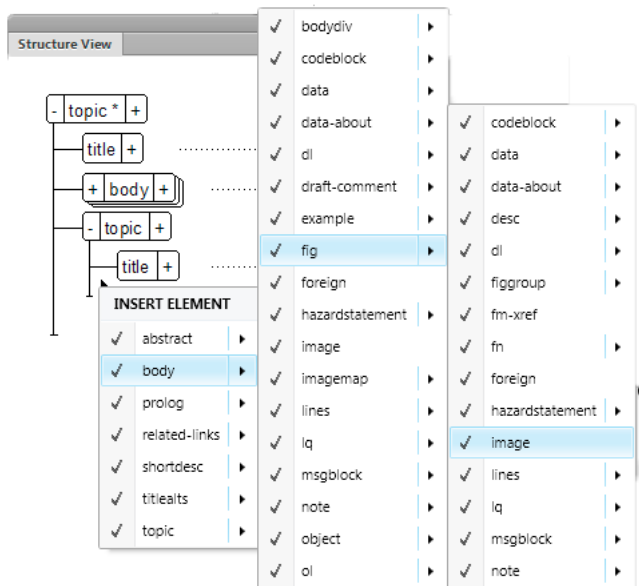 Structure View
- topic * +
title +
+ body +
- topic +
title +
INSERT ELEMENT
abstract
body
prolog
related-links
shortdesc
titlealts
topic
bodydiv
codeblock
data
data-about
dl
draft-comment
example
fig
foreign
hazardstatement
image
imagemap
lines
lq
msgblock
note
object
ol
codeblock
data
data-about
desc
dl
figgroup
fm-xref
fn
foreign
hazardstatement
image
lines
lq
msgblock
note